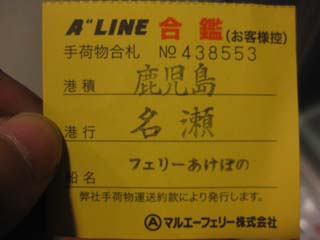 A" LINE 合鑑(お客様控)
手荷物合札 №438553
港積 鹿児島
港行 名瀬
船名 フェリーあけぼの
弊社手荷物運送約款により発行します。
Ⓐマルエーフェリー株式会社